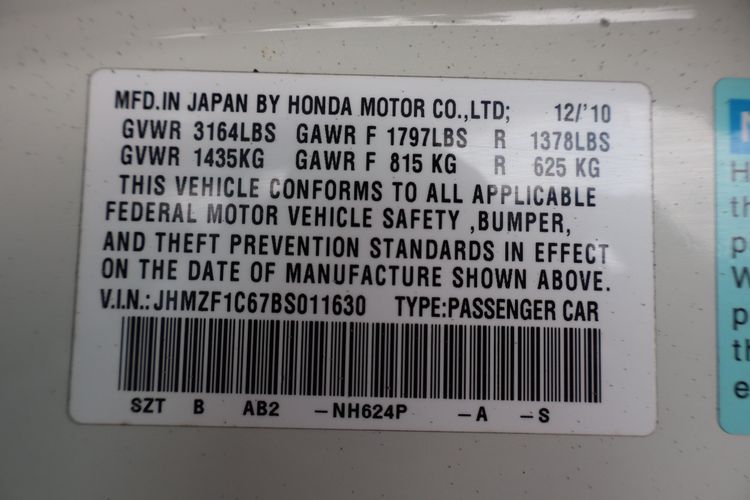 MFD.IN JAPAN BY HONDA MOTOR CO.,LTD; 12/'10
GVWR 3164LBS GAWR F 1797LBS R 1378LBS
GVWR 1435KG GAWR F 815 KG R 625 KG
THIS VEHICLE CONFORMS TO ALL APPLICABLE
FEDERAL MOTOR VEHICLE SAFETY ,BUMPER,
AND THEFT PREVENTION STANDARDS IN EFFECT
ON THE DATE OF MANUFACTURE SHOWN ABOVE.
V.I.N.:JHMZF1C67BS011630 TYPE:PASSENGER CAR
SZT B AB2 –NH624P –A –S